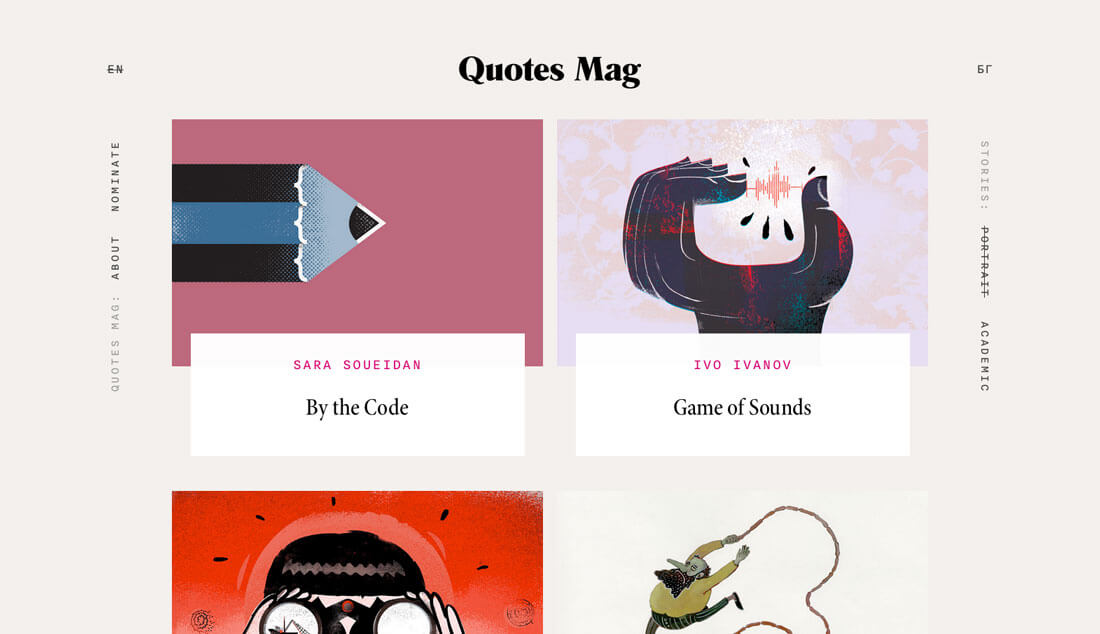 EN
Quotes Mag
БГ
QUOTES MAG: ABOUT NOMINATE
STORIES: PORTRAIT ACADEMIC
SARA SOUEIDAN
By the Code
IVO IVANOV
Game of Sounds